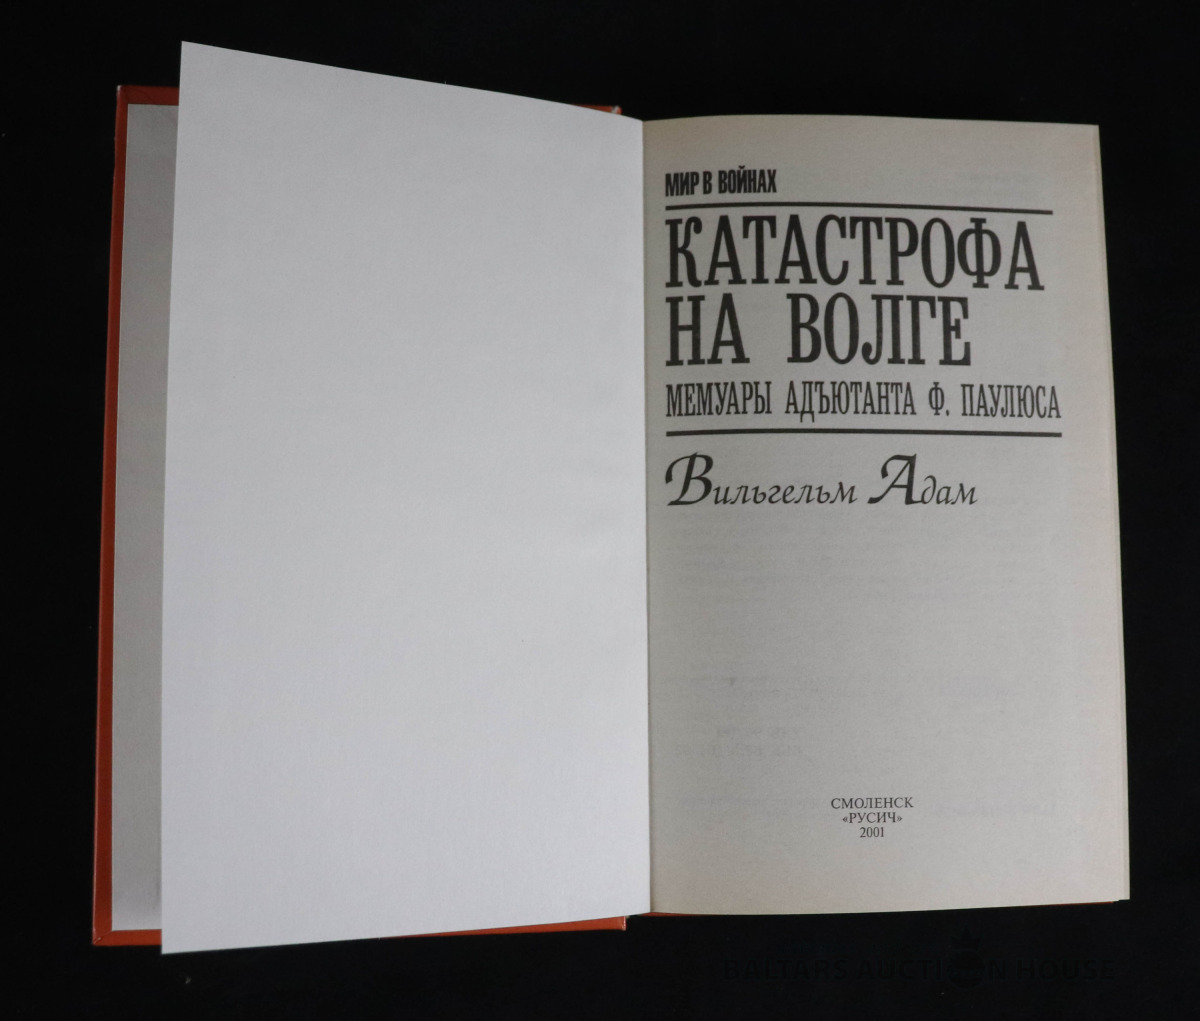 МИР В ВОЙНАХ
КАТАСТРОФА
НА ВОЛГЕ
МЕМУАРЫ АДЪЮТАНТА Ф. ПАУЛЮСА
Вильгельм Адам
СМОЛЕНСК
«РУСИЧ»
2001
BALTARS AUCTION HOUSE